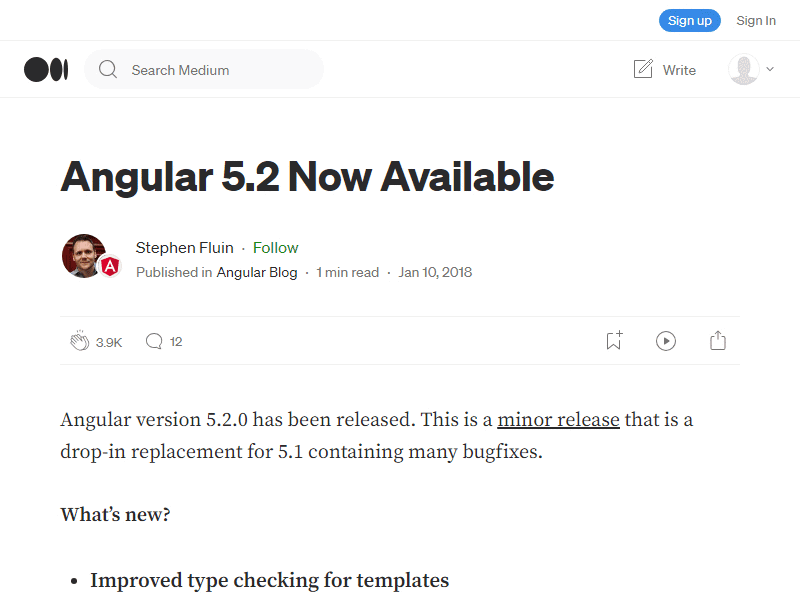 Sign up Sign In
Search Medium Write
Angular 5.2 Now Available
Stephen Fluin · Follow
Published in Angular Blog · 1 min read · Jan 10, 2018
3.9K 12
Angular version 5.2.0 has been released. This is a minor release that is a
drop-in replacement for 5.1 containing many bugfixes.
What’s new?
• Improved type checking for templates